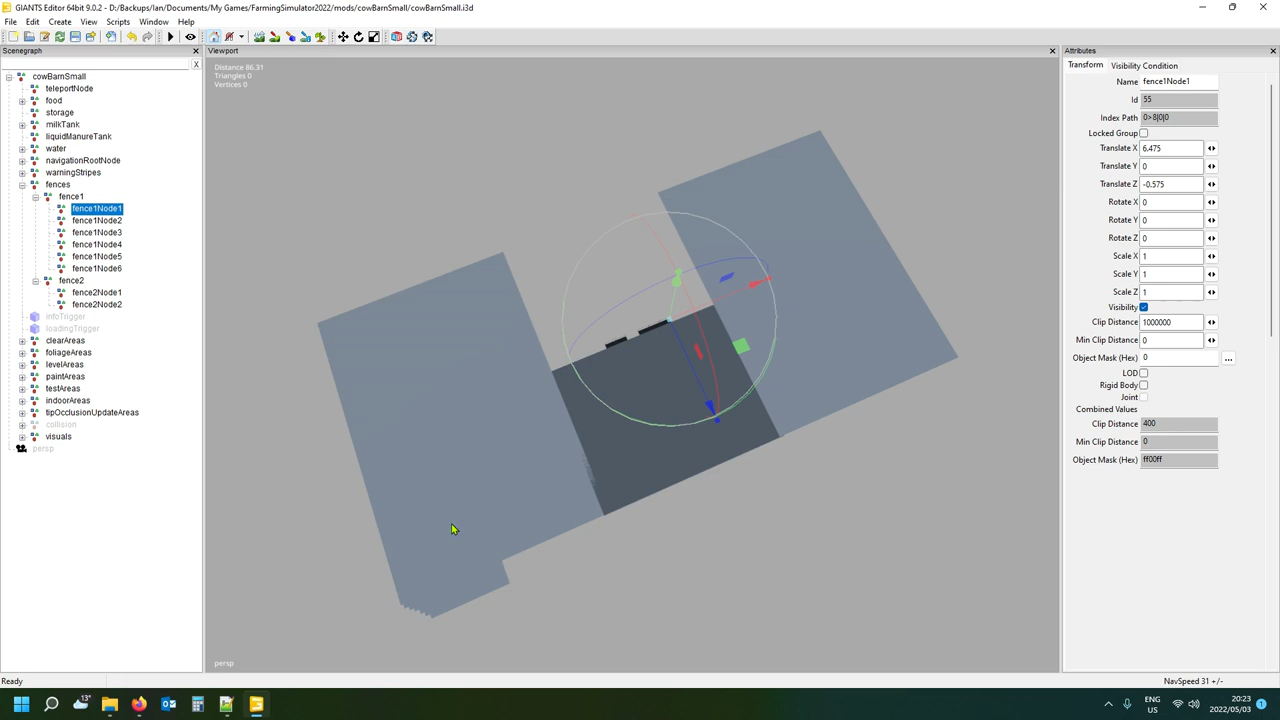 GIANTS Editor 64bit 9.0.2 - D:/Backups/Ian/Documents/My Games/FarmingSimulator2022/mods/cowBarnSmall/cowBarnSmall.i3d
File Edit Create View Scripts Window Help
Scenegraph
X
cowBarnSmall
teleportNode
food
storage
milkTank
liquidManureTank
water
navigationRootNode
warningStripes
fences
fence1
fence1Node1
fence1Node2
fence1Node3
fence1Node4
fence1Node5
fence1Node6
fence2
fence2Node1
fence2Node2
infoTrigger
loadingTrigger
clearAreas
foliageAreas
levelAreas
paintAreas
testAreas
indoorAreas
tipOcclusionUpdateAreas
collision
visuals
persp
Viewport
Distance 86.31
Triangles 0
Vertices 0
persp
Attributes
Transform Visibility Condition
Name fence1Node1
Id 55
Index Path 0>8|0|0
Locked Group
Translate X 6.475
Translate Y 0
Translate Z -0.575
Rotate X 0
Rotate Y 0
Rotate Z 0
Scale X 1
Scale Y 1
Scale Z 1
Visibility
Clip Distance 1000000
Min Clip Distance 0
Object Mask (Hex) 0 ...
LOD
Rigid Body
Joint
Combined Values
Clip Distance 400
Min Clip Distance 0
Object Mask (Hex) ff00ff
Ready
NavSpeed 31 +/-
13°
ENG
US
20:23
2022/05/03
1